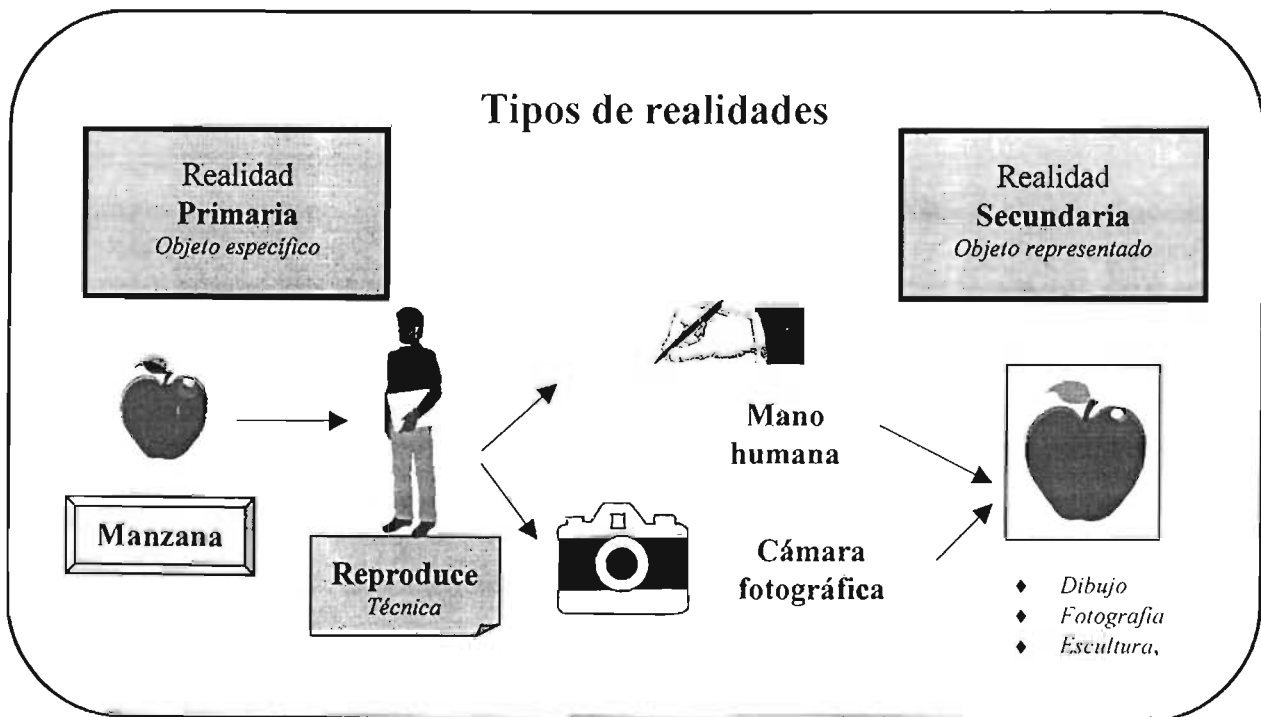 Tipos de realidades
Realidad
Primaria
Objeto específico
Realidad
Secundaria
Objeto representado
Manzana
Reproduce
Técnica
Mano
humana
Cámara
fotográfica
♦ Dibujo
♦ Fotografia
♦ Escultura,